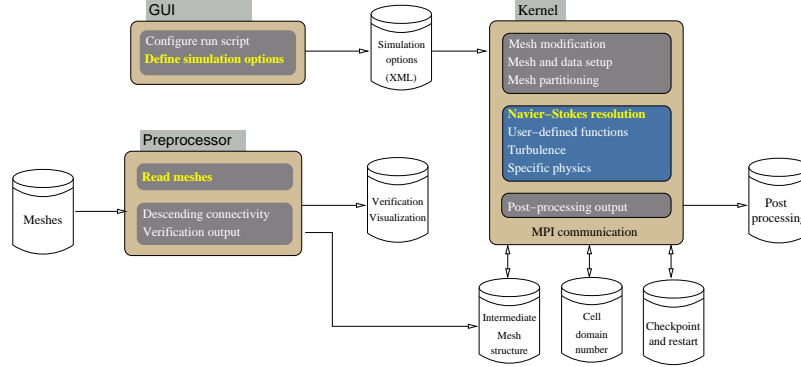 GUI
Configure run script
Define simulation options
Simulation
options
(XML)
Kernel
Mesh modification
Mesh and data setup
Mesh partitioning
Navier−Stokes resolution
User−defined functions
Turbulence
Specific physics
Post−processing output
MPI communication
Preprocessor
Read meshes
Descending connectivity
Verification output
Meshes
Verification
Visualization
Post
processing
Intermediate
Mesh
structure
Cell
domain
number
Checkpoint
and restart